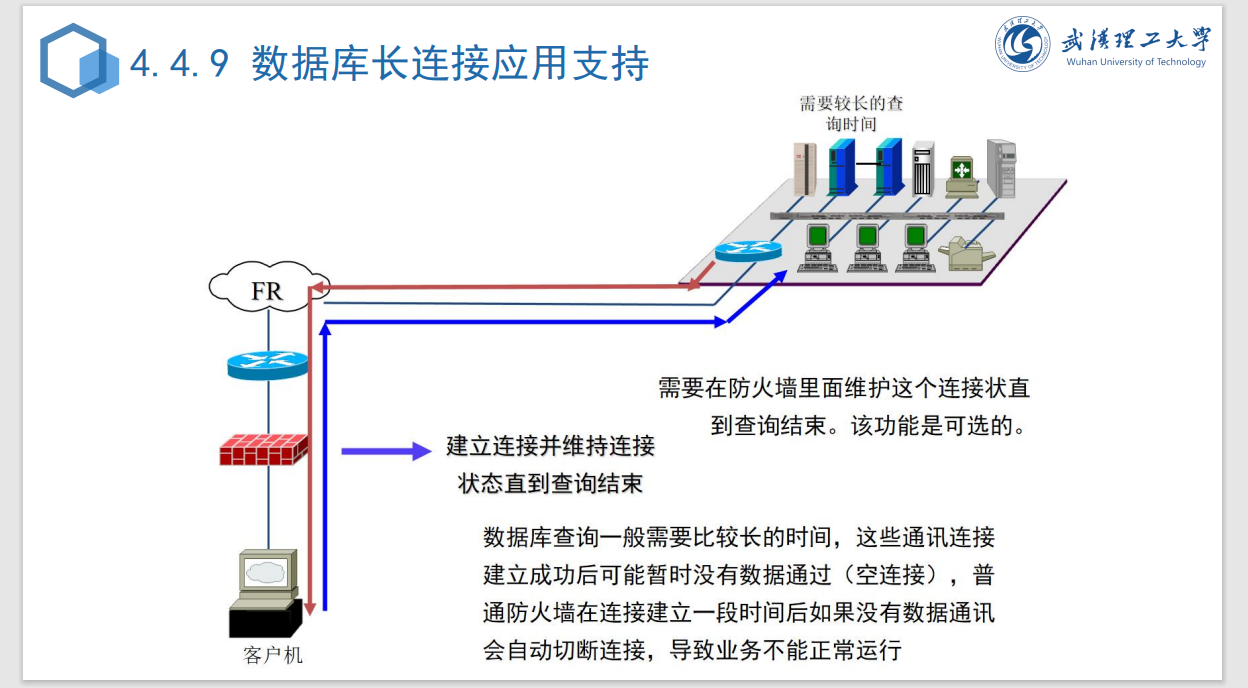 4.4.9 数据库长连接应用支持
武汉理工大学
Wuhan University of Technology
需要较长的查
询时间
FR
需要在防火墙里面维护这个连接状直
到查询结束。该功能是可选的。
建立连接并维持连接
状态直到查询结束
数据库查询一般需要比较长的时间，这些通讯连接
建立成功后可能暂时没有数据通过（空连接），普
通防火墙在连接建立一段时间后如果没有数据通讯
会自动切断连接，导致业务不能正常运行
客户机